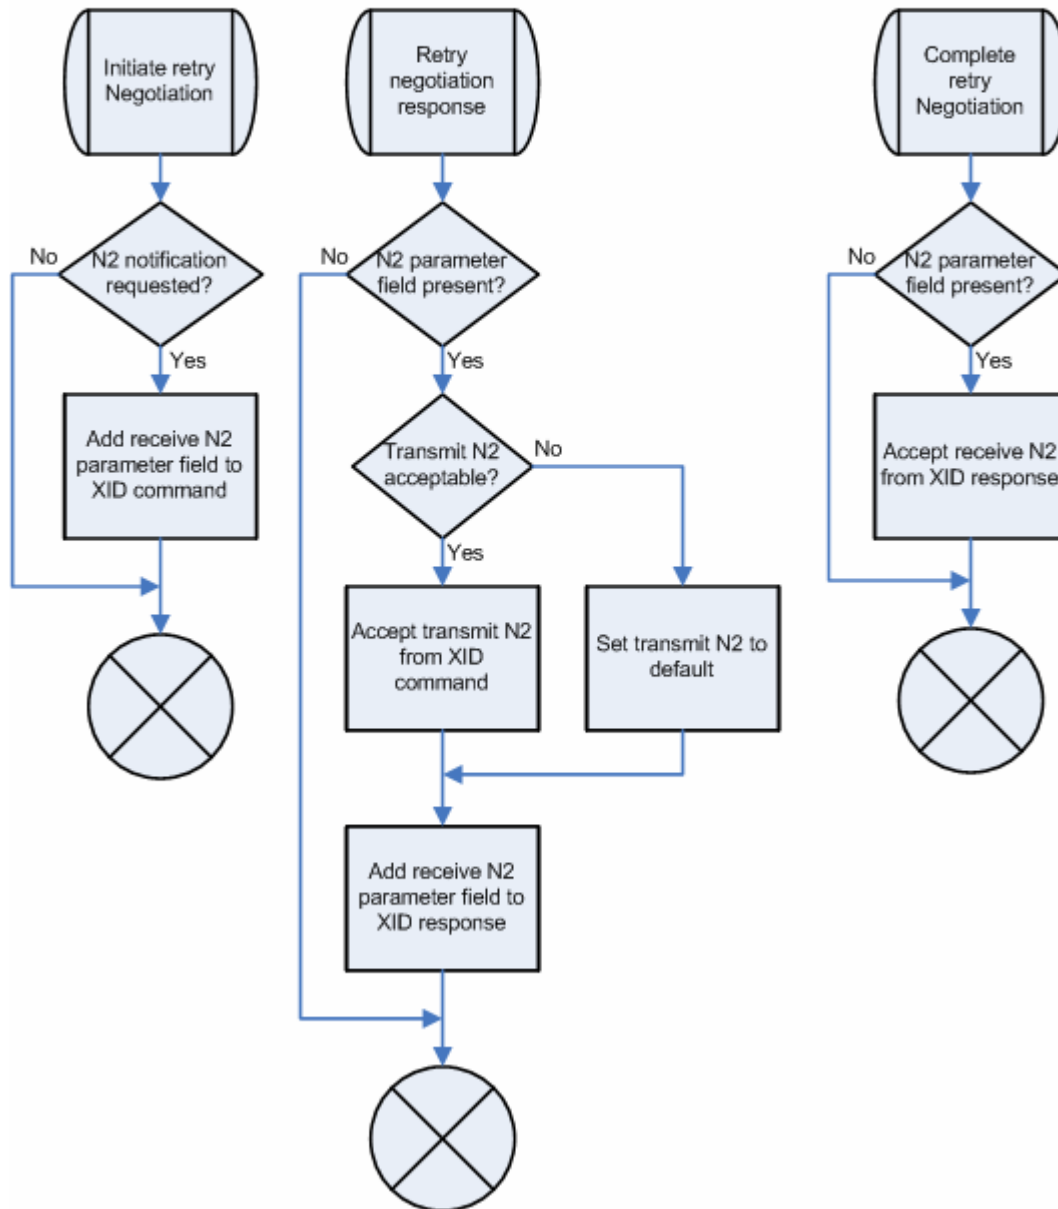 Initiate retry
Negotiation
N2 notification
requested?
No
Yes
Add receive N2
parameter field to
XID command
Retry
negotiation
response
No
N2 parameter
field present?
Yes
Transmit N2
acceptable?
No
Yes
Accept transmit N2
from XID
command
Set transmit N2 to
default
Add receive N2
parameter field to
XID response
Complete
retry
Negotiation
No
N2 parameter
field present?
Yes
Accept receive N2
from XID response